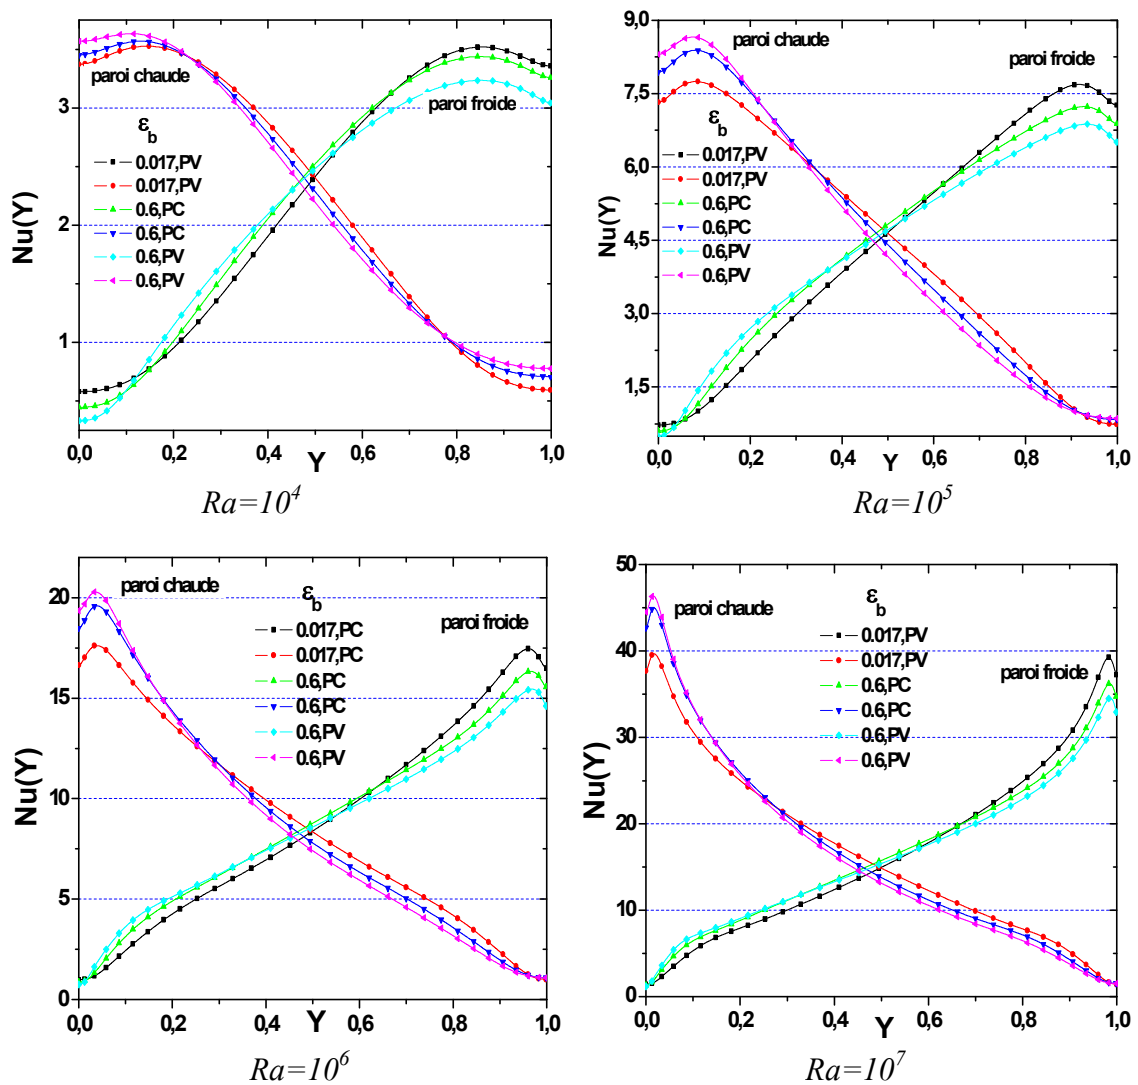 Nu(Y)
3
2
1
paroi chaude
paroi froide
εb
0.017,PV
0.017,PV
0.6,PC
0.6,PC
0.6,PV
0.6,PV
0,0 0,2 0,4 0,6 0,8 1,0
Y
Ra=10^4
Nu(Y)
9,0
7,5
6,0
4,5
3,0
1,5
paroi chaude
paroi froide
εb
0.017,PV
0.017,PV
0.6,PC
0.6,PC
0.6,PV
0.6,PV
0,0 0,2 0,4 0,6 0,8 1,0
Y
Ra=10^5
Nu(Y)
20
15
10
5
0
paroi chaude
paroi froide
εb
0.017,PC
0.017,PC
0.6,PC
0.6,PC
0.6,PV
0.6,PV
0,0 0,2 0,4 0,6 0,8 1,0
Y
Ra=10^6
Nu(Y)
50
40
30
20
10
0
paroi chaude
paroi froide
εb
0.017,PV
0.017,PV
0.6,PC
0.6,PC
0.6,PV
0.6,PV
0,0 0,2 0,4 0,6 0,8 1,0
Y
Ra=10^7